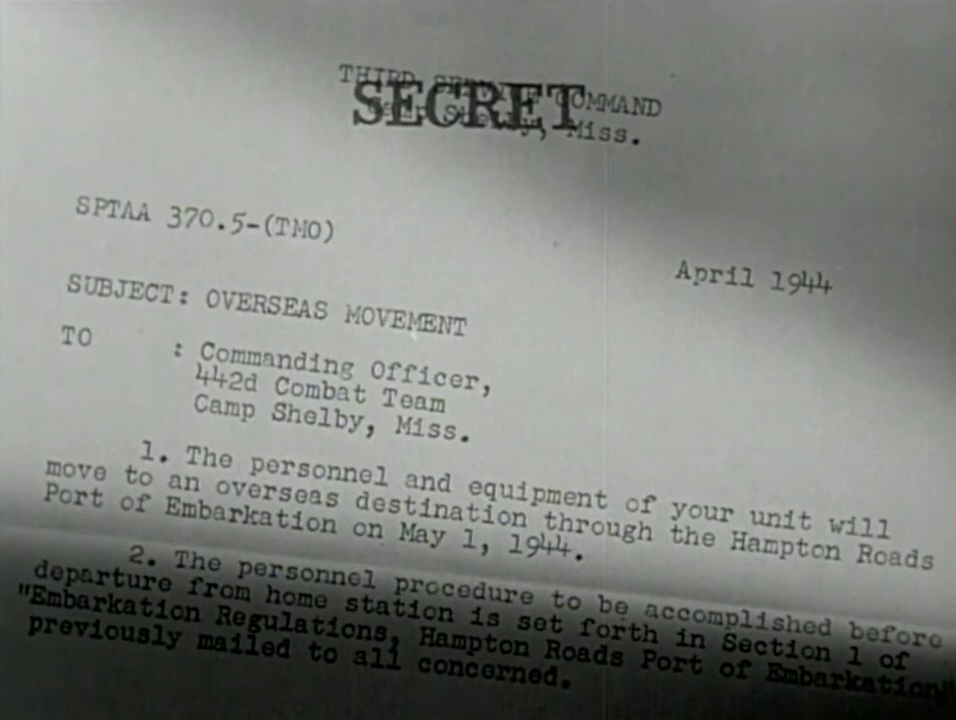 THIRD SERVICE COMMAND
SECRET
Camp Shelby, Miss.
SPTAA 370.5-(TMO)
April 1944
SUBJECT: OVERSEAS MOVEMENT
TO : Commanding Officer,
442d Combat Team
Camp Shelby, Miss.
1. The personnel and equipment of your unit will
move to an overseas destination through the Hampton Roads
Port of Embarkation on May 1, 1944.
2. The personnel procedure to be accomplished before
departure from home station is set forth in Section 1 of
"Embarkation Regulations, Hampton Roads Port of Embarkation"
previously mailed to all concerned.